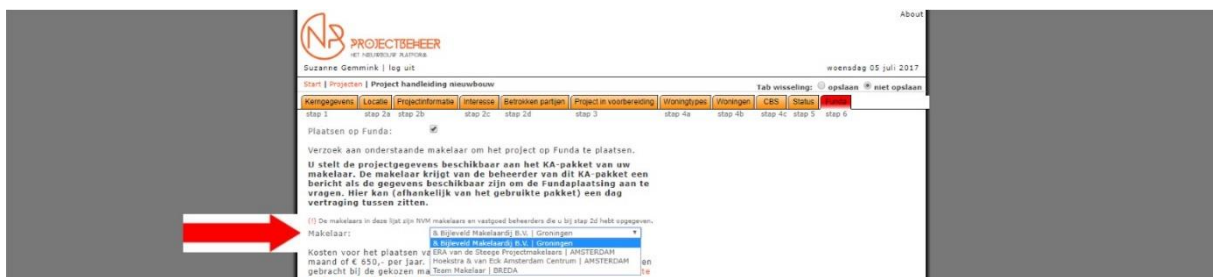 About
NP PROJECTBEHEER
HET NIEUWBOUW PLATFORM
Suzanne Gemmink | log uit
woensdag 05 juli 2017
Start | Projecten | Project handleiding nieuwbouw
Tab wisseling: opslaan niet opslaan
Kerngegevens Locatie Projectinformatie Interesse Betrokken partijen Project in voorbereiding Woningtypes Woningen CBS Status Funda
stap 1 stap 2a stap 2b stap 2c stap 2d stap 3 stap 4a stap 4b stap 4c stap 5 stap 6
Plaatsen op Funda:
Verzoek aan onderstaande makelaar om het project op Funda te plaatsen.
U stelt de projectgegevens beschikbaar aan het KA-pakket van uw
makelaar. De makelaar krijgt van de beheerder van dit KA-pakket een
bericht als de gegevens beschikbaar zijn om de Fundaplaatsing aan te
vragen. Hier kan (afhankelijk van het gebruikte pakket) een dag
vertraging tussen zitten.
(!) De makelaars in deze lijst zijn NVM makelaars en vastgoed beheerders die u bij stap 2d hebt opgegeven.
Makelaar: & Bijleveld Makelaardij B.V. | Groningen
& Bijleveld Makelaardij B.V. | Groningen
Kosten voor het plaatsen va ERA van de Steege Projectmakelaars | AMSTERDAM
maand of € 650,- per jaar. Hoekstra & van Eck Amsterdam Centrum | AMSTERDAM en
gebracht bij de gekozen ma Team Makelaar | BREDA te